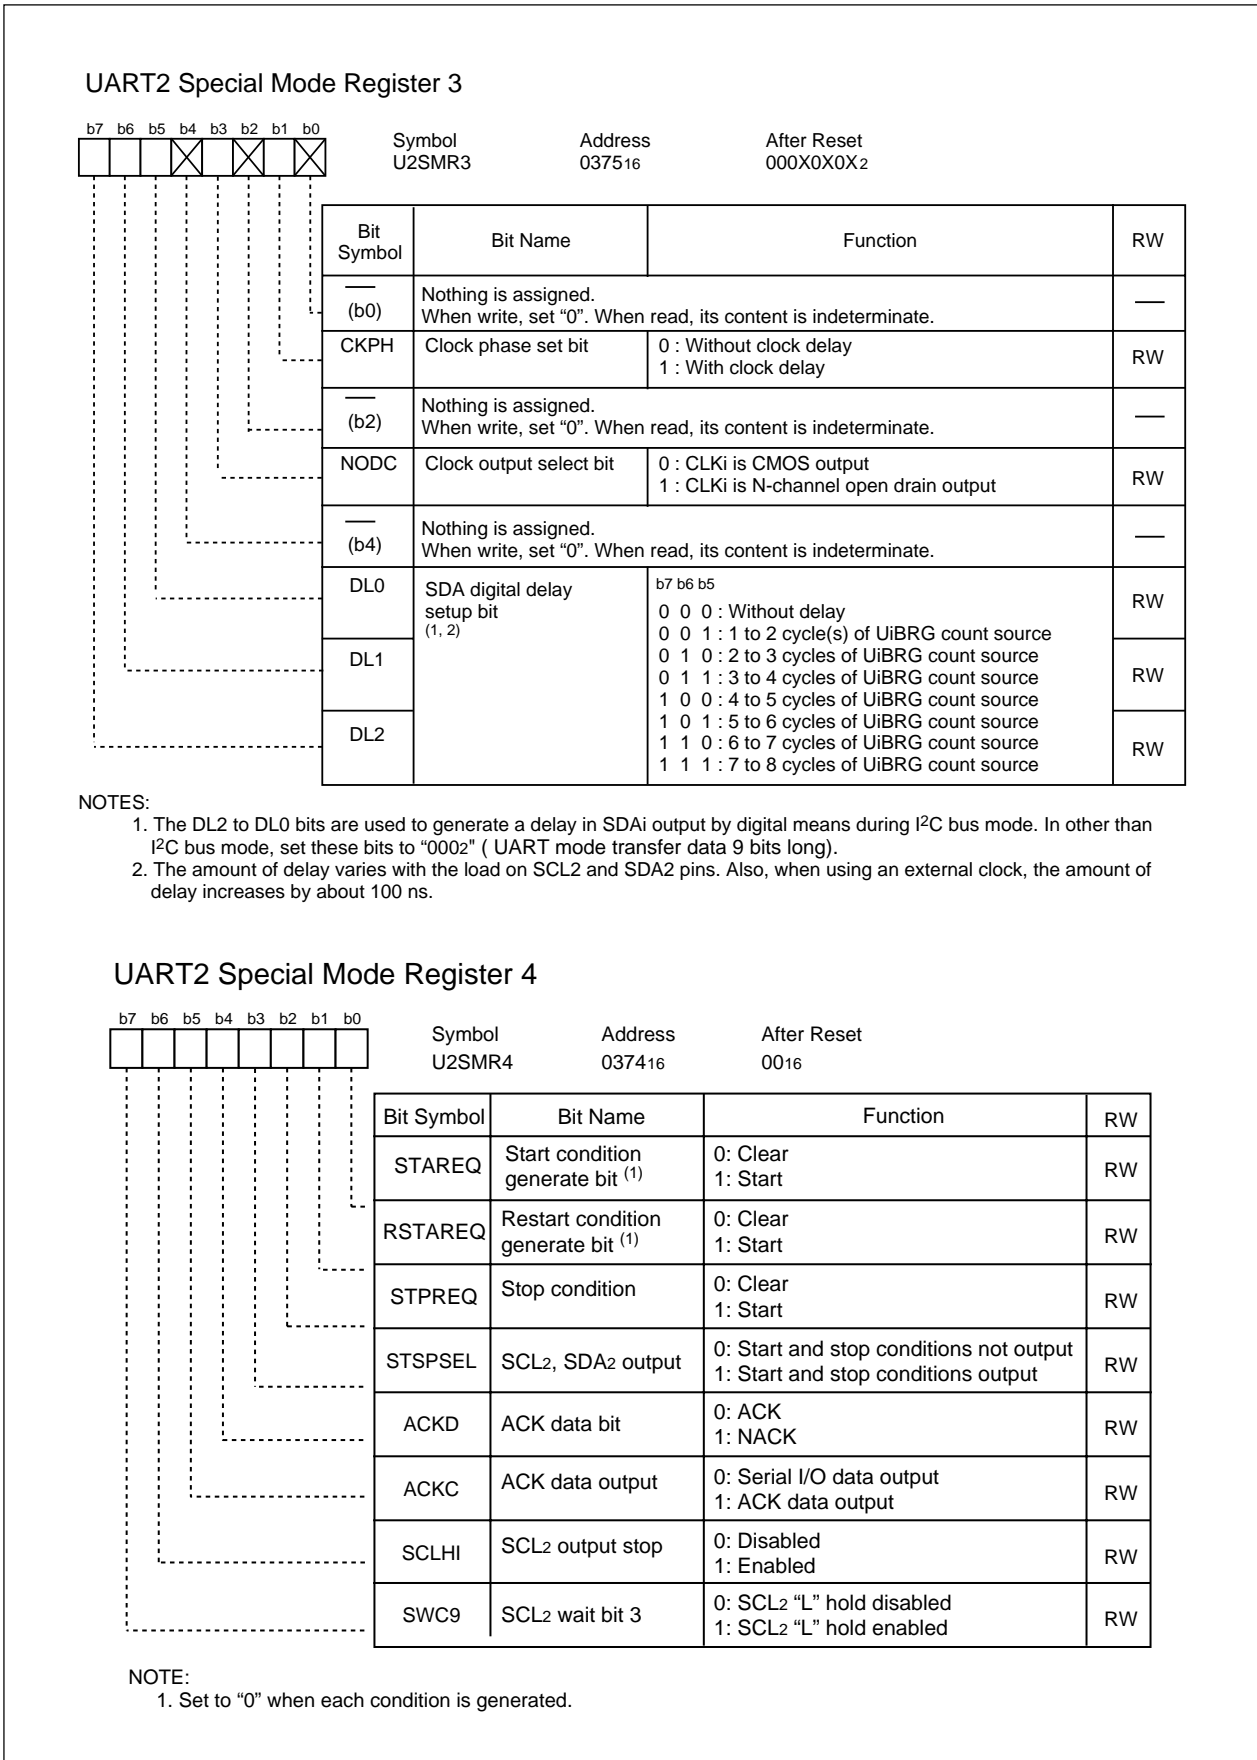 UART2 Special Mode Register 3
b7 b6 b5 b4 b3 b2 b1 b0
Symbol Address After Reset
U2SMR3 037516 000X0X0X2
Bit Symbol Bit Name Function RW
(b0) Nothing is assigned.
When write, set “0”. When read, its content is indeterminate.
CKPH Clock phase set bit 0 : Without clock delay
1 : With clock delay RW
(b2) Nothing is assigned.
When write, set “0”. When read, its content is indeterminate.
NODC Clock output select bit 0 : CLKi is CMOS output
1 : CLKi is N-channel open drain output RW
(b4) Nothing is assigned.
When write, set “0”. When read, its content is indeterminate.
DL0 SDA digital delay
setup bit
(1, 2)
b7 b6 b5
RW
0 0 0 : Without delay
0 0 1 : 1 to 2 cycle(s) of UiBRG count source
DL1 0 1 0 : 2 to 3 cycles of UiBRG count source
0 1 1 : 3 to 4 cycles of UiBRG count source RW
1 0 0 : 4 to 5 cycles of UiBRG count source
DL2 1 0 1 : 5 to 6 cycles of UiBRG count source
1 1 0 : 6 to 7 cycles of UiBRG count source RW
1 1 1 : 7 to 8 cycles of UiBRG count source
NOTES:
1. The DL2 to DL0 bits are used to generate a delay in SDAi output by digital means during I2C bus mode. In other than
I2C bus mode, set these bits to “0002" ( UART mode transfer data 9 bits long).
2. The amount of delay varies with the load on SCL2 and SDA2 pins. Also, when using an external clock, the amount of
delay increases by about 100 ns.
UART2 Special Mode Register 4
b7 b6 b5 b4 b3 b2 b1 b0
Symbol Address After Reset
U2SMR4 037416 0016
Bit Symbol Bit Name Function RW
STAREQ Start condition
generate bit (1) 0: Clear
1: Start RW
RSTAREQ Restart condition
generate bit (1) 0: Clear
1: Start RW
STPREQ Stop condition 0: Clear
1: Start RW
STSPSEL SCL2, SDA2 output 0: Start and stop conditions not output
1: Start and stop conditions output RW
ACKD ACK data bit 0: ACK
1: NACK RW
ACKC ACK data output 0: Serial I/O data output
1: ACK data output RW
SCLHI SCL2 output stop 0: Disabled
1: Enabled RW
SWC9 SCL2 wait bit 3 0: SCL2 “L” hold disabled
1: SCL2 “L” hold enabled RW
NOTE:
1. Set to “0” when each condition is generated.